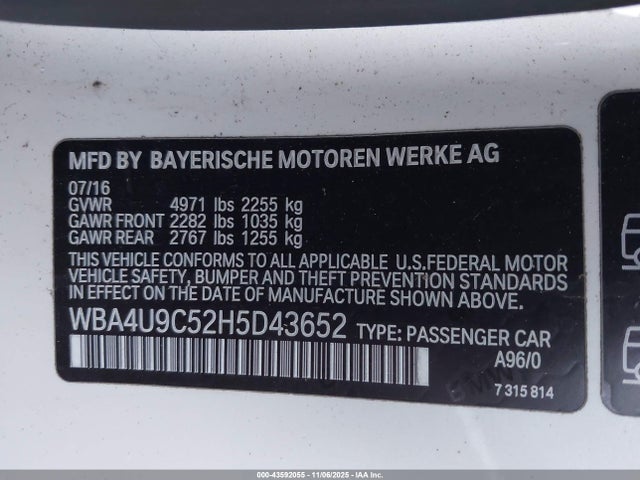 MFD BY BAYERISCHE MOTOREN WERKE AG
07/16
GVWR 4971 lbs 2255 kg
GAWR FRONT 2282 lbs 1035 kg
GAWR REAR 2767 lbs 1255 kg
THIS VEHICLE CONFORMS TO ALL APPLICABLE U.S.FEDERAL MOTOR
VEHICLE SAFETY, BUMPER AND THEFT PREVENTION STANDARDS
IN EFFECT ON THE DATE OF MANUFACTURE SHOWN ABOVE.
WBA4U9C52H5D43652 TYPE: PASSENGER CAR
A96/0
BMW
7 315 814
000-43592055 - 11/06/2025 - IAA Inc.